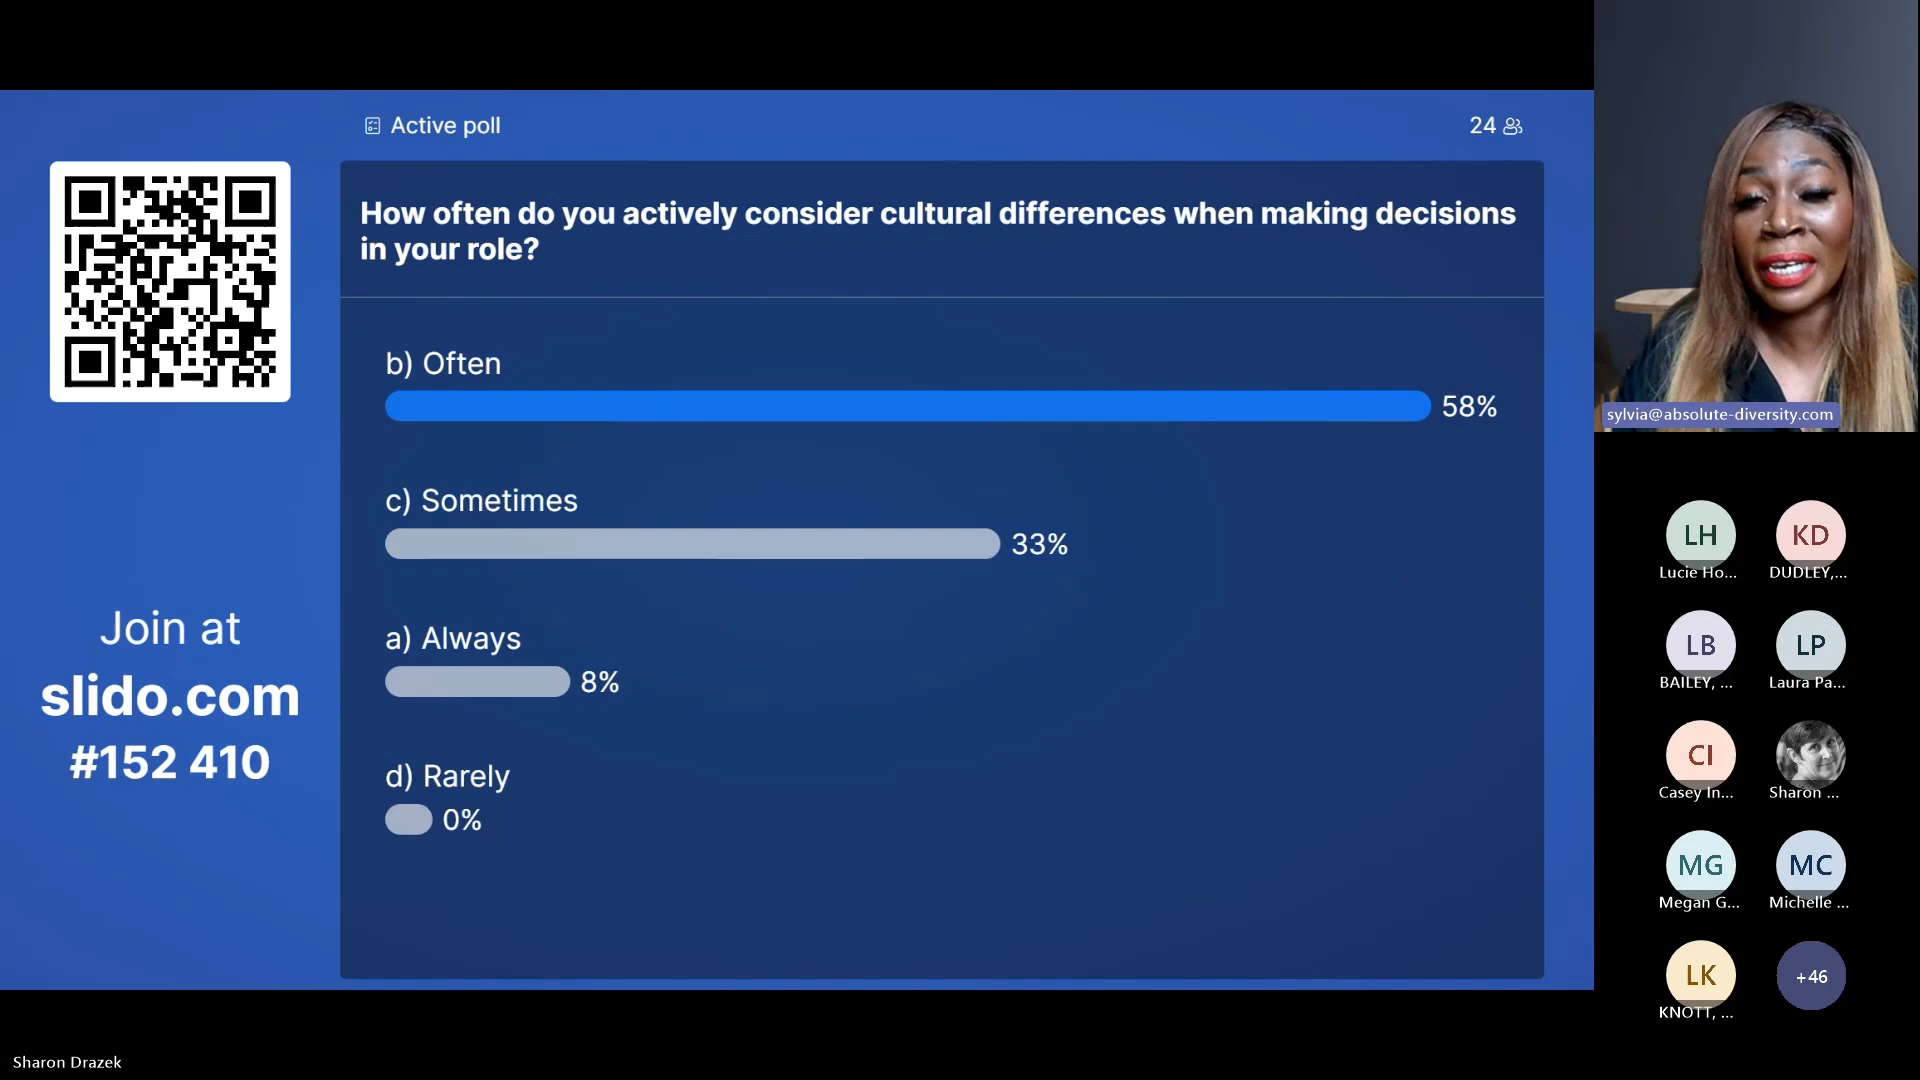 Active poll
24
How often do you actively consider cultural differences when making decisions
in your role?
b) Often
58%
c) Sometimes
33%
a) Always
8%
d) Rarely
0%
Join at
slido.com
#152 410
sylvia@absolute-diversity.com
LH
Lucie Ho...
KD
DUDLEY,...
LB
BAILEY, ...
LP
Laura Pa...
CI
Casey In...
Sharon ...
MG
Megan G...
MC
Michelle ...
LK
KNOTT, ...
+46
Sharon Drazek